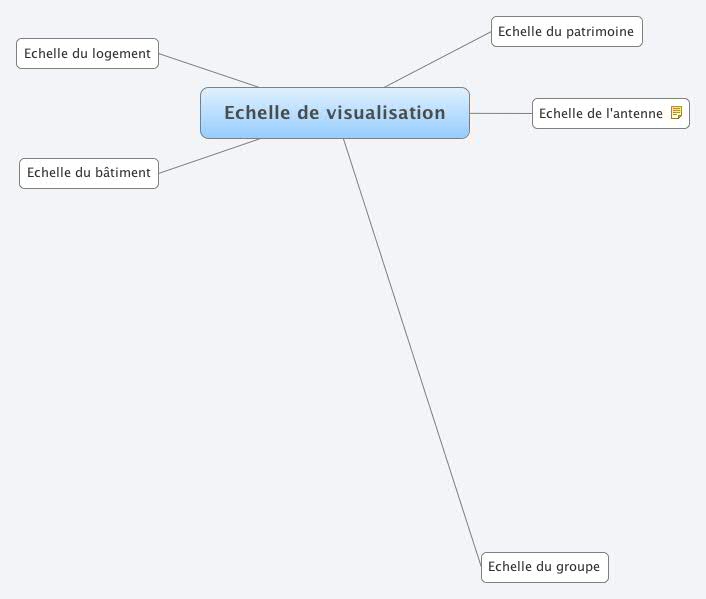 Echelle du patrimoine
Echelle du logement
Echelle de visualisation
Echelle de l'antenne
Echelle du bâtiment
Echelle du groupe